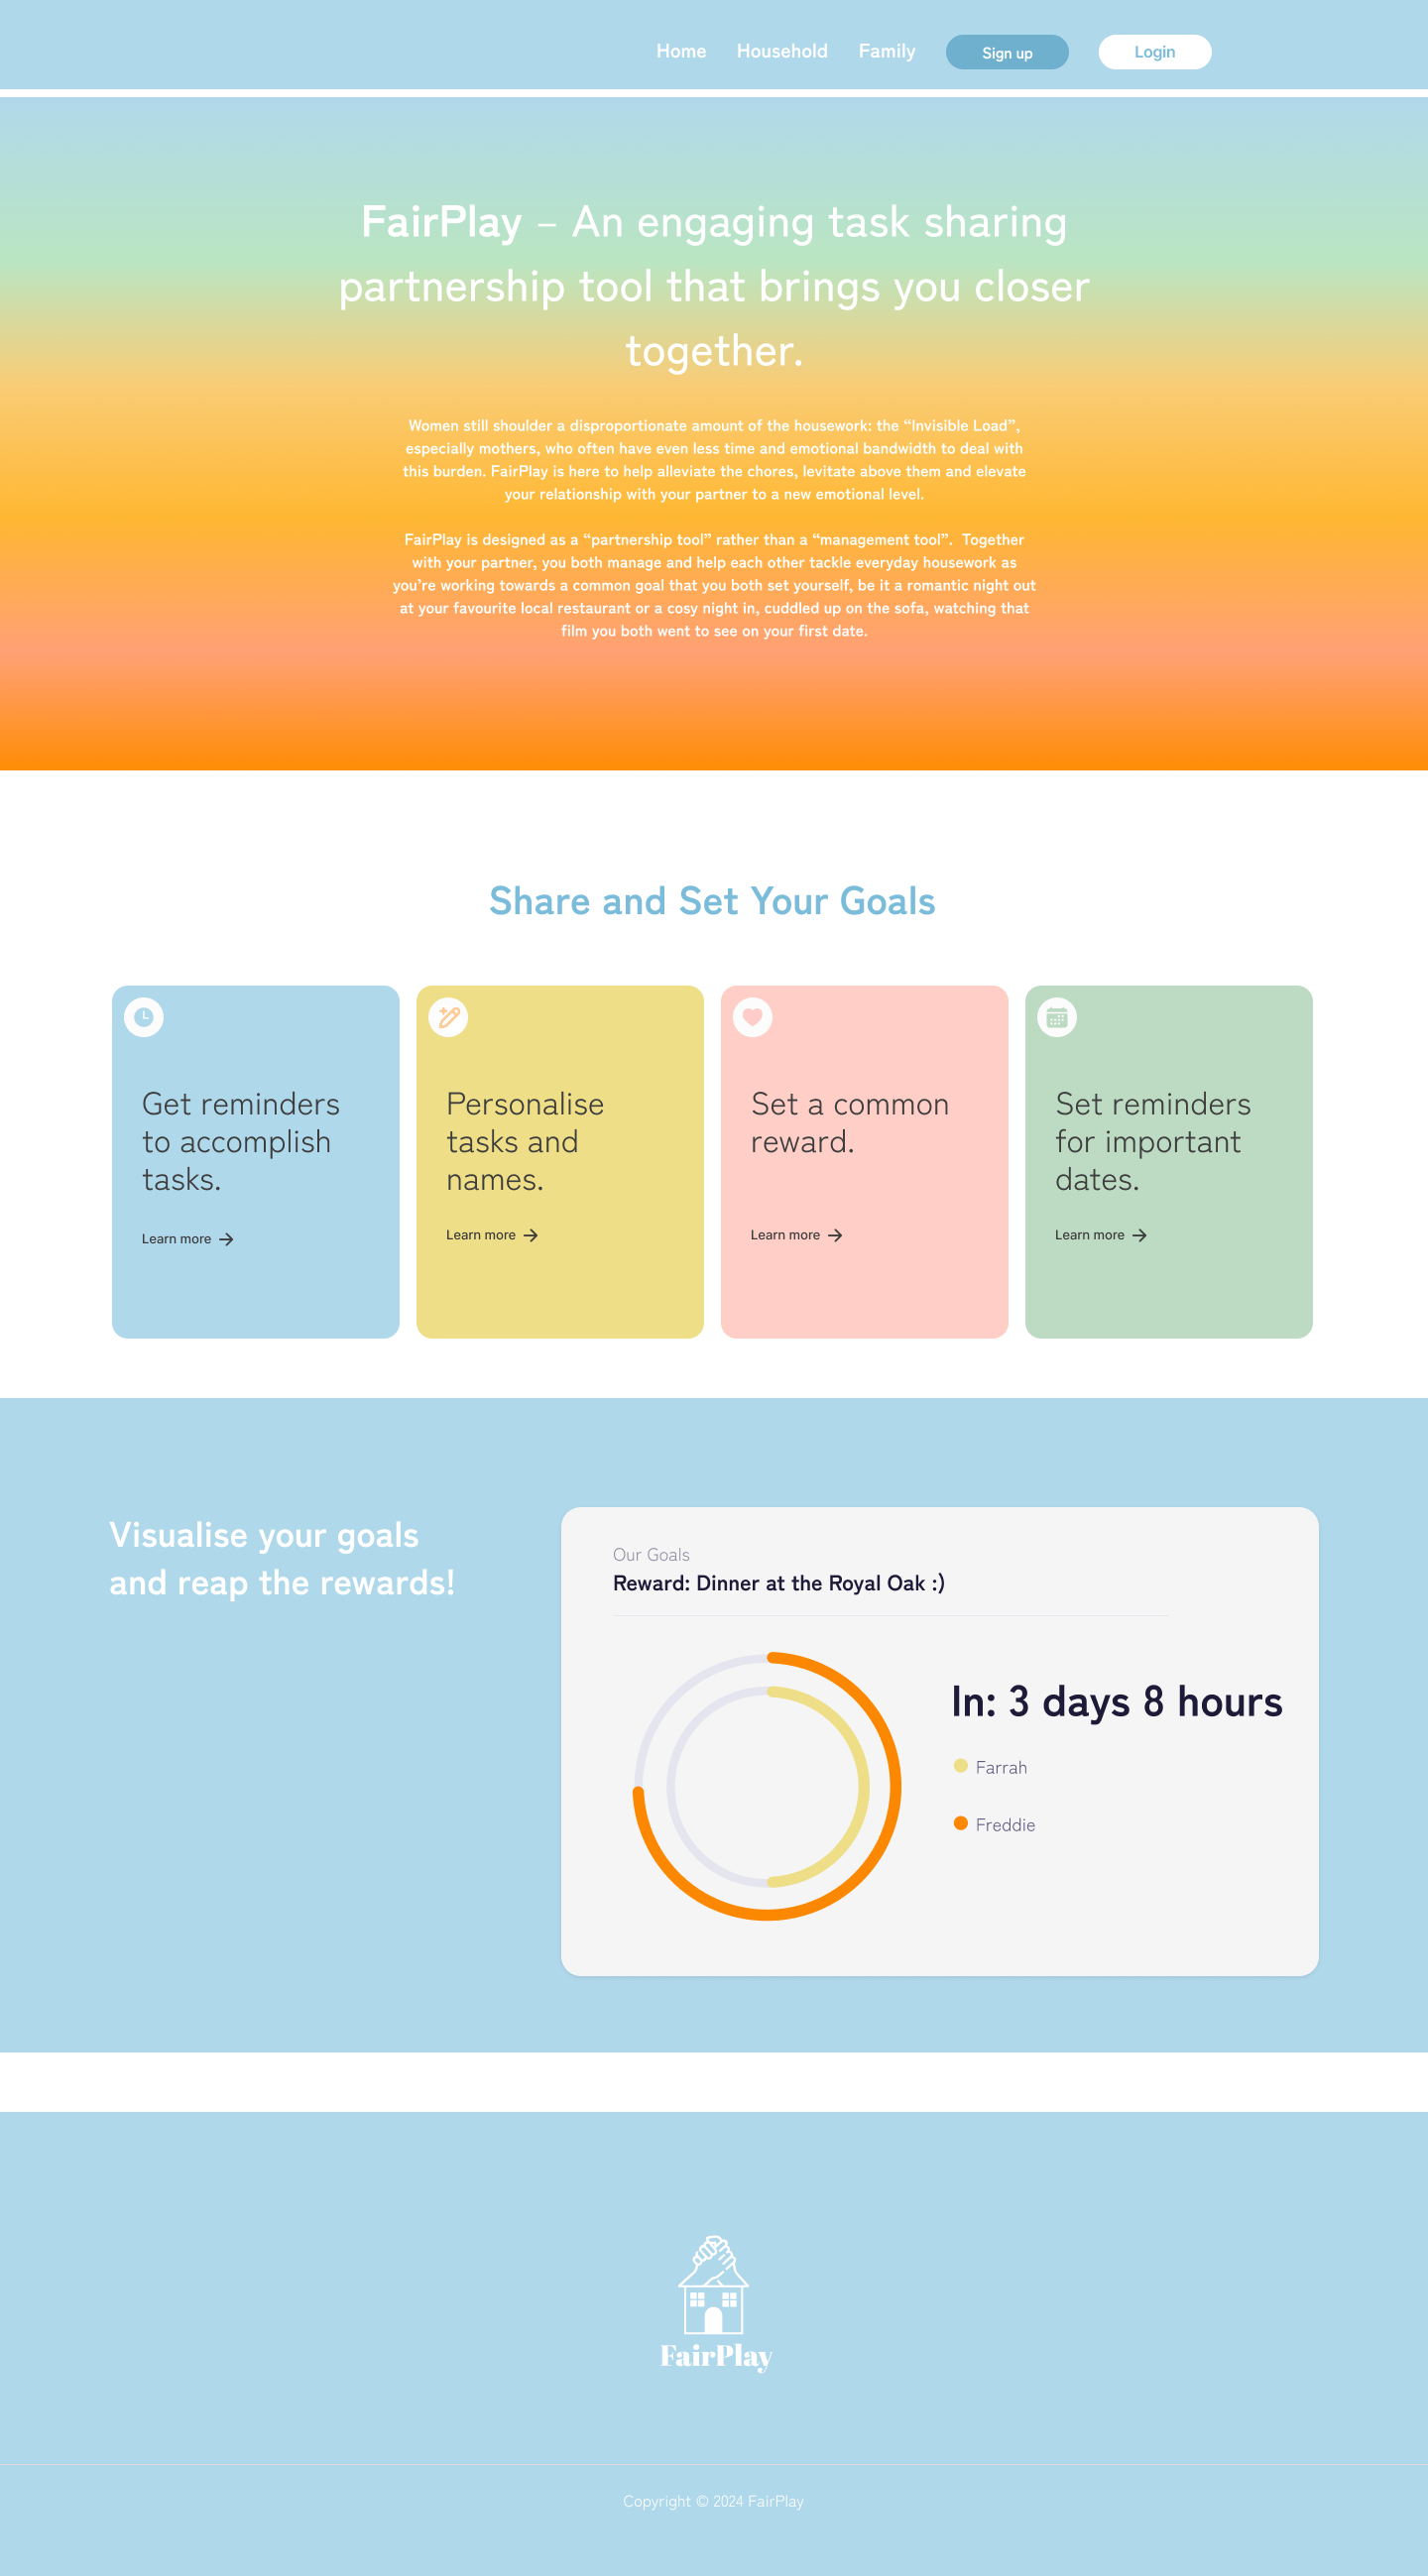 Home Household Family Sign up Login
FairPlay – An engaging task sharing
partnership tool that brings you closer
together.
Women still shoulder a disproportionate amount of the housework: the “Invisible Load”,
especially mothers, who often have even less time and emotional bandwidth to deal with
this burden. FairPlay is here to help alleviate the chores, levitate above them and elevate
your relationship with your partner to a new emotional level.
FairPlay is designed as a “partnership tool” rather than a “management tool”.  Together
with your partner, you both manage and help each other tackle everyday housework as
you’re working towards a common goal that you both set yourself, be it a romantic night out
at your favourite local restaurant or a cosy night in, cuddled up on the sofa, watching that
film you both went to see on your first date.
Share and Set Your Goals
Get reminders
to accomplish
tasks.
Learn more
Personalise
tasks and
names.
Learn more
Set a common
reward.
Learn more
Set reminders
for important
dates.
Learn more
Visualise your goals
and reap the rewards!
Our Goals
Reward: Dinner at the Royal Oak :)
In: 3 days 8 hours
Farrah
Freddie
FairPlay
Copyright © 2024 FairPlay